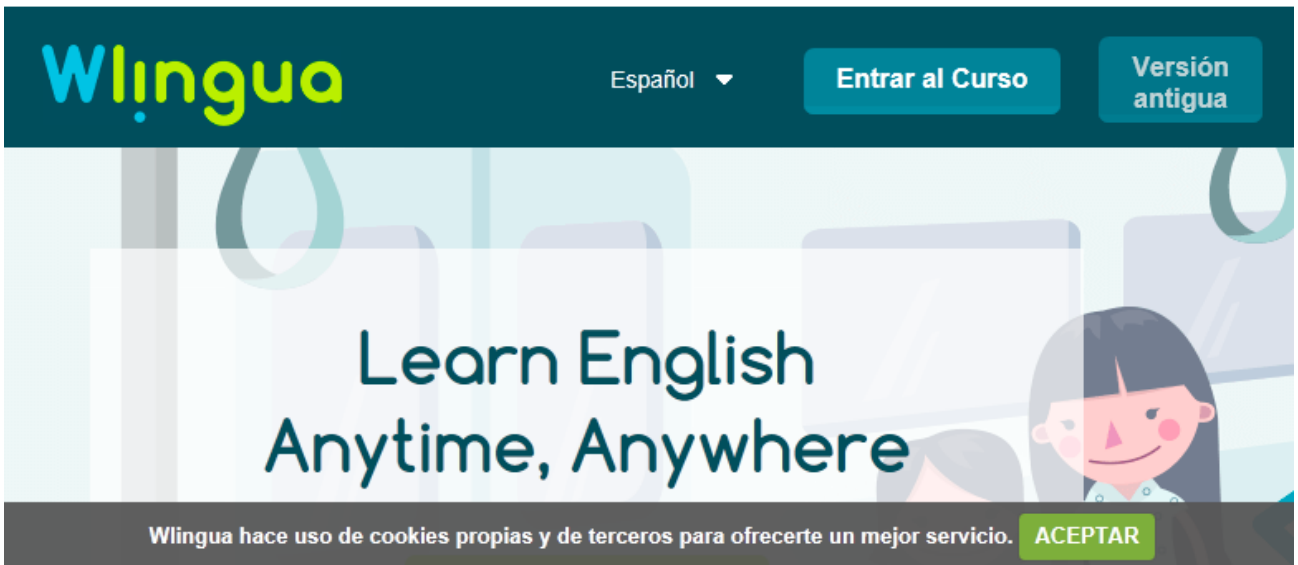 Wlingua
Español
Entrar al Curso
Versión
antigua
Learn English
Anytime, Anywhere
Wlingua hace uso de cookies propias y de terceros para ofrecerte un mejor servicio. ACEPTAR